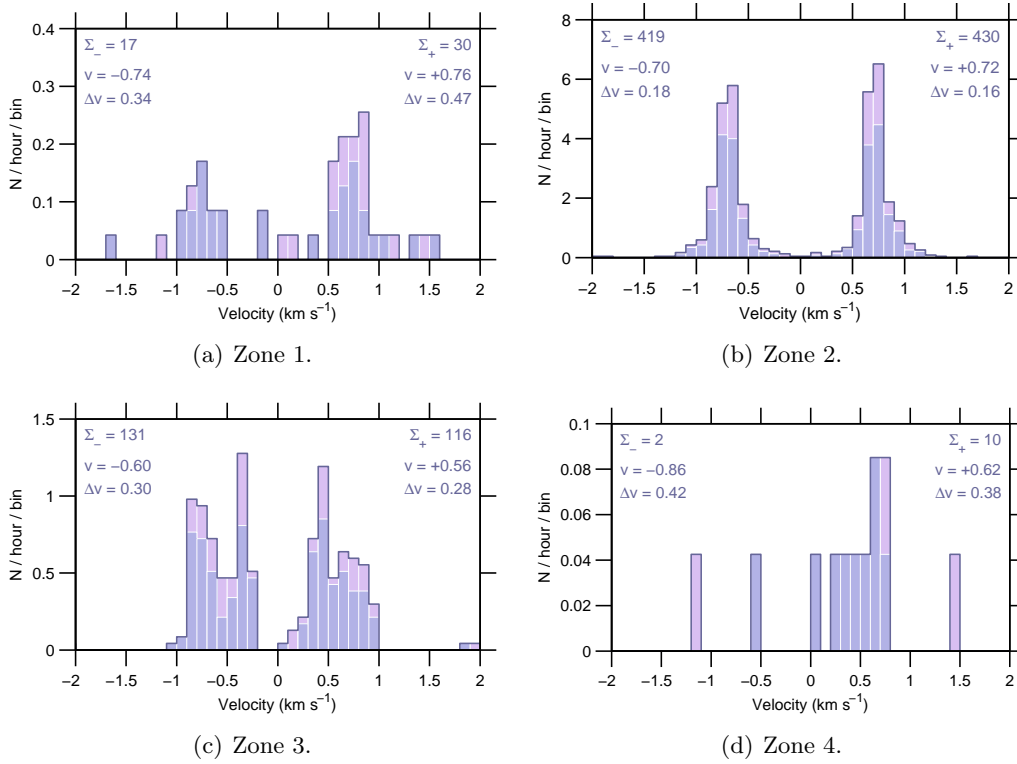 0.4
0.3
0.2
0.1
0
N / hour / bin
Σ₋ = 17
v = −0.74
Δv = 0.34
Σ₊ = 30
v = +0.76
Δv = 0.47
−2 −1.5 −1 −0.5 0 0.5 1 1.5 2
Velocity (km s⁻¹)
(a) Zone 1.
8
6
4
2
0
N / hour / bin
Σ₋ = 419
v = −0.70
Δv = 0.18
Σ₊ = 430
v = +0.72
Δv = 0.16
−2 −1.5 −1 −0.5 0 0.5 1 1.5 2
Velocity (km s⁻¹)
(b) Zone 2.
1.5
1
0.5
0
N / hour / bin
Σ₋ = 131
v = −0.60
Δv = 0.30
Σ₊ = 116
v = +0.56
Δv = 0.28
−2 −1.5 −1 −0.5 0 0.5 1 1.5 2
Velocity (km s⁻¹)
(c) Zone 3.
0.1
0.08
0.06
0.04
0.02
0
N / hour / bin
Σ₋ = 2
v = −0.86
Δv = 0.42
Σ₊ = 10
v = +0.62
Δv = 0.38
−2 −1.5 −1 −0.5 0 0.5 1 1.5 2
Velocity (km s⁻¹)
(d) Zone 4.